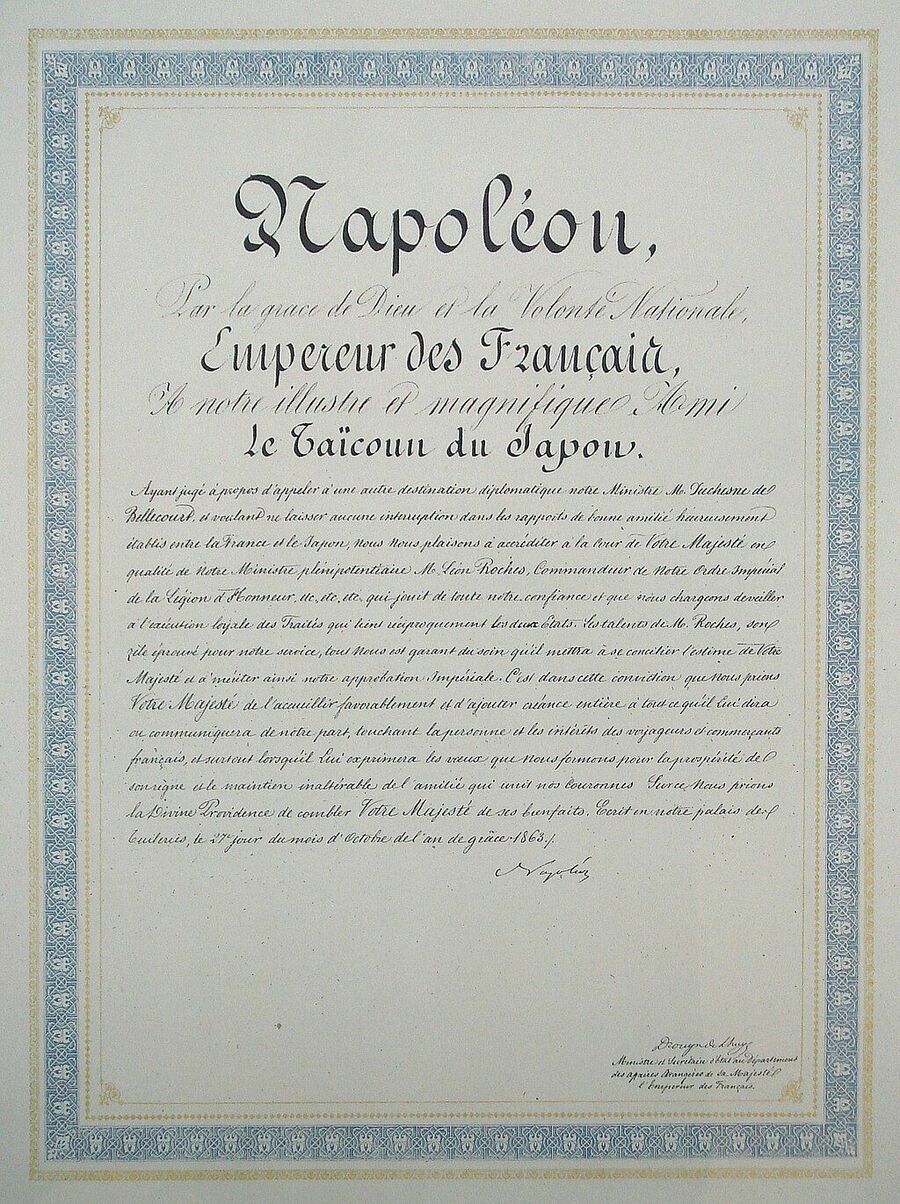 Napoléon,
Par la grace de Dieu et la Volonté Nationale,
Empereur des Français,
A notre illustre et magnifique Ami
Le Taïcoun du Japon.
Ayant jugé à propos d'appeler à une autre destination diplomatique notre Ministre M. Duchesne de
Bellecourt, et voulant ne laisser aucune interruption dans les rapports de bonne amitié heureusement
établis entre la France et le Japon, nous nous plaisons à accréditer à la Cour de Votre Majesté en
qualité de Notre Ministre plénipotentiaire M. Léon Roches, Commandeur de Notre Ordre Impérial
de la Légion d'Honneur, etc, etc, etc, qui jouit de toute notre confiance et que nous chargeons de veiller
à l'exécution loyale des Traités qui lient réciproquement les deux Etats. Les talents de M. Roches, son
zèle éprouvé pour notre service, tout Nous est garant du soin qu'il mettra à se concilier l'estime de Votre
Majesté et à mériter ainsi notre approbation Impériale. C'est dans cette conviction que Nous prions
Votre Majesté de l'accueillir favorablement et d'ajouter créance entière à tout ce qu'il Lui dira
ou communiquera de notre part, touchant la personne et les intérêts des voyageurs et commerçants
français, et surtout lorsqu'il Lui exprimera les vœux que Nous formons pour la prospérité de
son règne et le maintien inaltérable de l'amitié qui unit nos Couronnes. Sur ce Nous prions
la Divine Providence de combler Votre Majesté de ses bienfaits. Ecrit en notre palais des
Tuileries, le 27e jour du mois d'Octobre de l'an de grâce 1863.
Napoléon
Drouyn de Lhuys
Ministre et Secrétaire d'Etat au Département
des affaires étrangères de Sa Majesté
l'Empereur des Français.